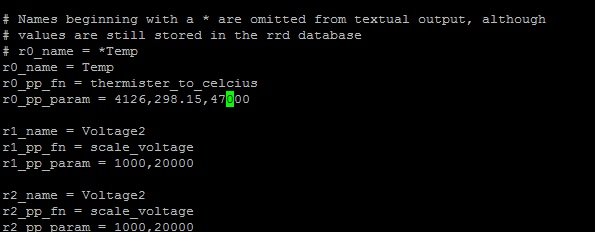 # Names beginning with a * are omitted from textual output, although
# values are still stored in the rrd database
# r0_name = *Temp
r0_name = Temp
r0_pp_fn = thermister_to_celcius
r0_pp_param = 4126,298.15,47000
r1_name = Voltage2
r1_pp_fn = scale_voltage
r1_pp_param = 1000,20000
r2_name = Voltage2
r2_pp_fn = scale_voltage
r2_pp_param = 1000,20000